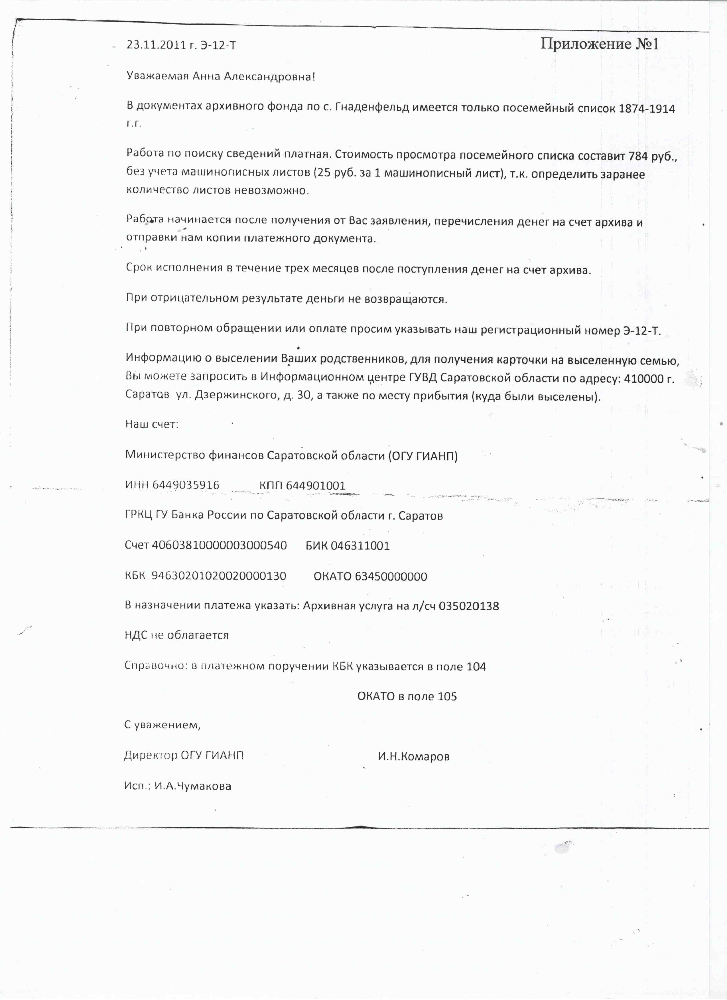 23.11.2011 г. Э-12-Т
Приложение №1
Уважаемая Анна Александровна!
В документах архивного фонда по с. Гнаденфельд имеется только посемейный список 1874-1914
г.г.
Работа по поиску сведений платная. Стоимость просмотра посемейного списка составит 784 руб.,
без учета машинописных листов (25 руб. за 1 машинописный лист), т.к. определить заранее
количество листов невозможно.
Работа начинается после получения от Вас заявления, перечисления денег на счет архива и
отправки нам копии платежного документа.
Срок исполнения в течение трех месяцев после поступления денег на счет архива.
При отрицательном результате деньги не возвращаются.
При повторном обращении или оплате просим указывать наш регистрационный номер Э-12-Т.
Информацию о выселении Ваших родственников, для получения карточки на выселенную семью,
Вы можете запросить в Информационном центре ГУВД Саратовской области по адресу: 410000 г.
Саратов ул. Дзержинского, д. 30, а также по месту прибытия (куда были выселены).
Наш счет:
Министерство финансов Саратовской области (ОГУ ГИАНП)
ИНН 6449035916 КПП 644901001
ГРКЦ ГУ Банка России по Саратовской области г. Саратов
Счет 40603810000003000540 БИК 046311001
КБК 94630201020020000130 ОКАТО 63450000000
В назначении платежа указать: Архивная услуга на л/сч 035020138
НДС не облагается
Справочно: в платежном поручении КБК указывается в поле 104
ОКАТО в поле 105
С уважением,
Директор ОГУ ГИАНП И.Н.Комаров
Исп.: И.А.Чумакова